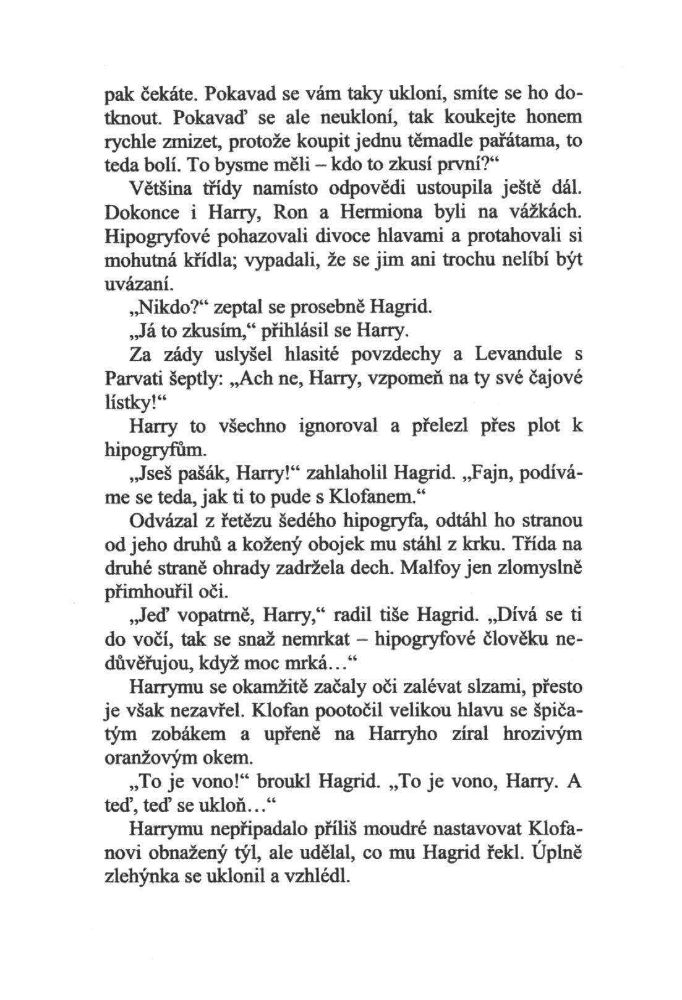 pak čekáte. Pokavad se vám taky ukloní, smíte se ho do-
tknout. Pokavaď se ale neukloní, tak koukejte honem
rychle zmizet, protože koupit jednu těmadle pařátama, to
teda bolí. To bysme měli – kdo to zkusí první?“
Většina třídy namísto odpovědi ustoupila ještě dál.
Dokonce i Harry, Ron a Hermiona byli na vážkách.
Hipogryfové pohazovali divoce hlavami a protahovali si
mohutná křídla; vypadali, že se jim ani trochu nelíbí být
uvázaní.
„Nikdo?“ zeptal se prosebně Hagrid.
„Já to zkusím,“ přihlásil se Harry.
Za zády uslyšel hlasité povzdechy a Levandule s
Parvati šeptly: „Ach ne, Harry, vzpomeň na ty své čajové
lístky!“
Harry to všechno ignoroval a přelezl přes plot k
hipogryfům.
„Jseš pašák, Harry!“ zahlaholil Hagrid. „Fajn, podívá-
me se teda, jak ti to pude s Klofanem.“
Odvázal z řetězu šedého hipogryfa, odtáhl ho stranou
od jeho druhů a kožený obojek mu stáhl z krku. Třída na
druhé straně ohrady zadržela dech. Malfoy jen zlomyslně
přimhouřil oči.
„Jeď vopatrně, Harry,“ radil tiše Hagrid. „Dívá se ti
do vočí, tak se snaž nemrkat – hipogryfové člověku ne-
důvěřujou, když moc mrká…“
Harrymu se okamžitě začaly oči zalévat slzami, přesto
je však nezavřel. Klofan pootočil velikou hlavu se špiča-
tým zobákem a upřeně na Harryho zíral hrozivým
oranžovým okem.
„To je vono!“ broukl Hagrid. „To je vono, Harry. A
teď, teď se ukloň…“
Harrymu nepřipadalo příliš moudré nastavovat Klofa-
novi obnažený týl, ale udělal, co mu Hagrid řekl. Úplně
zlehýnka se uklonil a vzhlédl.